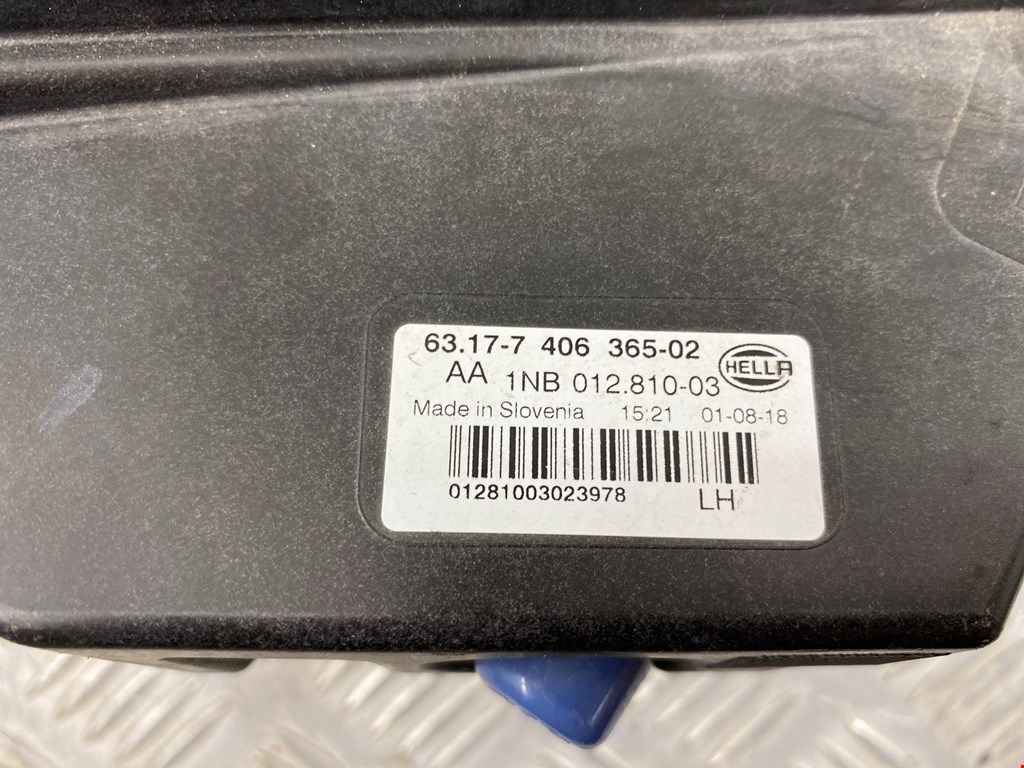 63.17-7 406 365-02
HELLA
AA 1NB 012.810-03
Made in Slovenia 15:21 01-08-18
01281003023978 LH